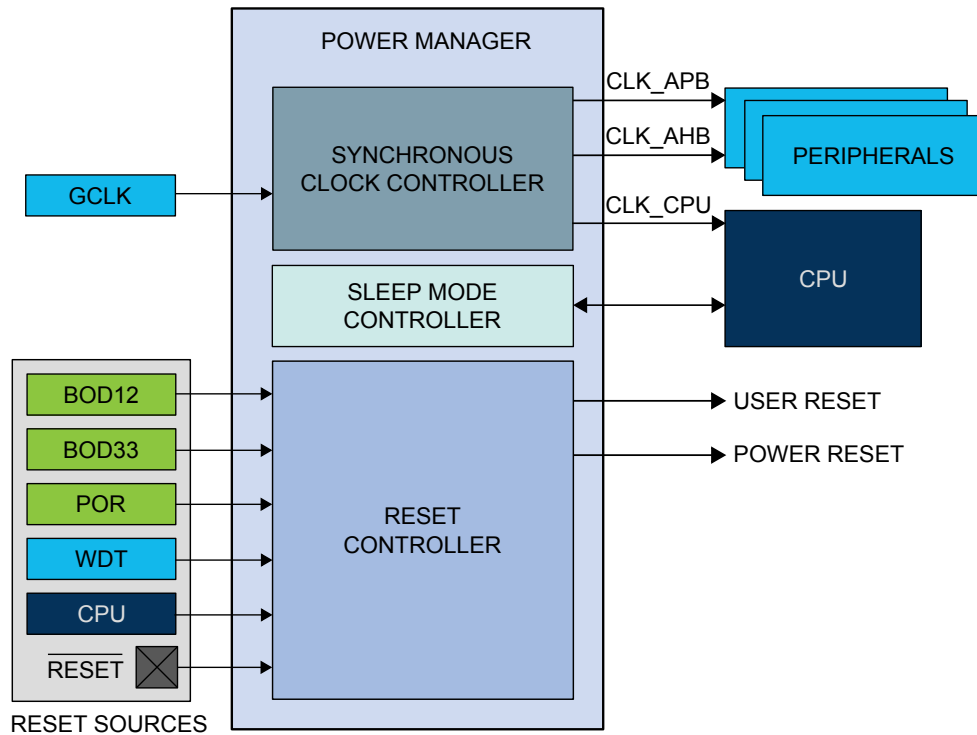 POWER MANAGER
CLK_APB
SYNCHRONOUS
CLOCK CONTROLLER
CLK_AHB
PERIPHERALS
GCLK
CLK_CPU
CPU
SLEEP MODE
CONTROLLER
BOD12
USER RESET
BOD33
POWER RESET
POR
RESET
CONTROLLER
WDT
CPU
RESET
RESET SOURCES